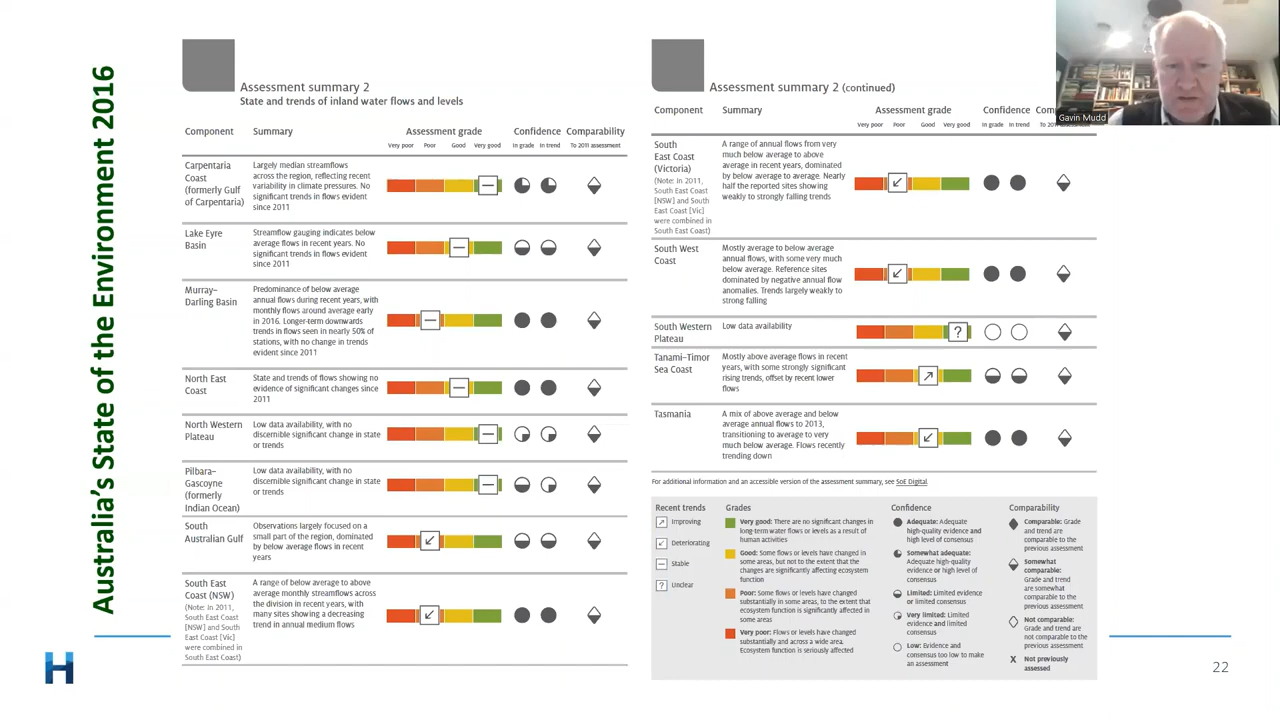 Australia's State of the Environment 2016
Assessment summary 2
State and trends of inland water flows and levels
Component
Summary
Assessment grade
Confidence
Comparability
Very poor
Poor
Good
Very good
In grade
In trend
To 2011 assessment
Carpentaria
Coast
(formerly Gulf
of Carpentaria)
Largely median streamflows
across the region, reflecting recent
variability in climate pressures. No
significant trends in flows evident
since 2011
Lake Eyre
Basin
Streamflow gauging indicates below
average flows in recent years. No
significant trends in flows evident
since 2011
Murray–
Darling Basin
Predominance of below average
annual flows during recent years, with
monthly flows around average early
in 2016. Longer-term downwards
trends in flows seen in nearly 50% of
stations, with no change in trends
evident since 2011
North East
Coast
State and trends of flows showing no
evidence of significant changes since
2011
North Western
Plateau
Low data availability, with no
discernible significant change in state
or trends
Pilbara–
Gascoyne
(formerly
Indian Ocean)
Low data availability, with no
discernible significant change in state
or trends
South
Australian Gulf
Observations largely focused on a
small part of the region, dominated
by below average flows in recent
years
South East
Coast (NSW)
(Note: In 2011,
South East Coast
[NSW] and South
East Coast [Vic]
were combined in
South East Coast)
A range of below average to above
average monthly streamflows across
the division in recent years, with
many sites showing a decreasing
trend in annual medium flows
Assessment summary 2 (continued)
Component
Summary
Assessment grade
Confidence
Very poor
Poor
Good
Very good
In grade
In trend
South
East Coast
(Victoria)
(Note: In 2011,
South East Coast
[NSW] and South
East Coast [Vic]
were combined in
South East Coast)
A range of annual flows from very
much below average to above
average in recent years, dominated
by below average to average. Nearly
half the reported sites showing
weakly to strongly falling trends
South West
Coast
Mostly average to below average
annual flows, with some very much
below average. Reference sites
dominated by negative annual flow
anomalies. Trends largely weakly to
strong falling
South Western
Plateau
Low data availability
?
Tanami–Timor
Sea Coast
Mostly above average flows in recent
years, with some strongly significant
rising trends, offset by recent lower
flows
Tasmania
A mix of above average and below
average annual flows to 2013,
transitioning to average to very
much below average. Flows recently
trending down
For additional information and an accessible version of the assessment summary, see SoE Digital.
Recent trends
Improving
Deteriorating
Stable
? Unclear
Grades
Very good: There are no significant changes in
long-term water flows or levels as a result of
human activities
Good: Some flows or levels have changed in
some areas, but not to the extent that the
changes are significantly affecting ecosystem
function
Poor: Some flows or levels have changed
substantially in some areas, to the extent that
ecosystem function is significantly affected in
some areas
Very poor: Flows or levels have changed
substantially and across a wide area.
Ecosystem function is seriously affected
Confidence
Adequate: Adequate
high-quality evidence and
high level of consensus
Somewhat adequate:
Adequate high-quality
evidence or high level of
consensus
Limited: Limited evidence
or limited consensus
Very limited: Limited
evidence and limited
consensus
Low: Evidence and
consensus too low to make
an assessment
Comparability
Comparable: Grade
and trend are
comparable to the
previous assessment
Somewhat
comparable:
Grade and trend
are somewhat
comparable to the
previous assessment
Not comparable:
Grade and trend are
not comparable to the
previous assessment
X Not previously
assessed
Gavin Mudd
H
22